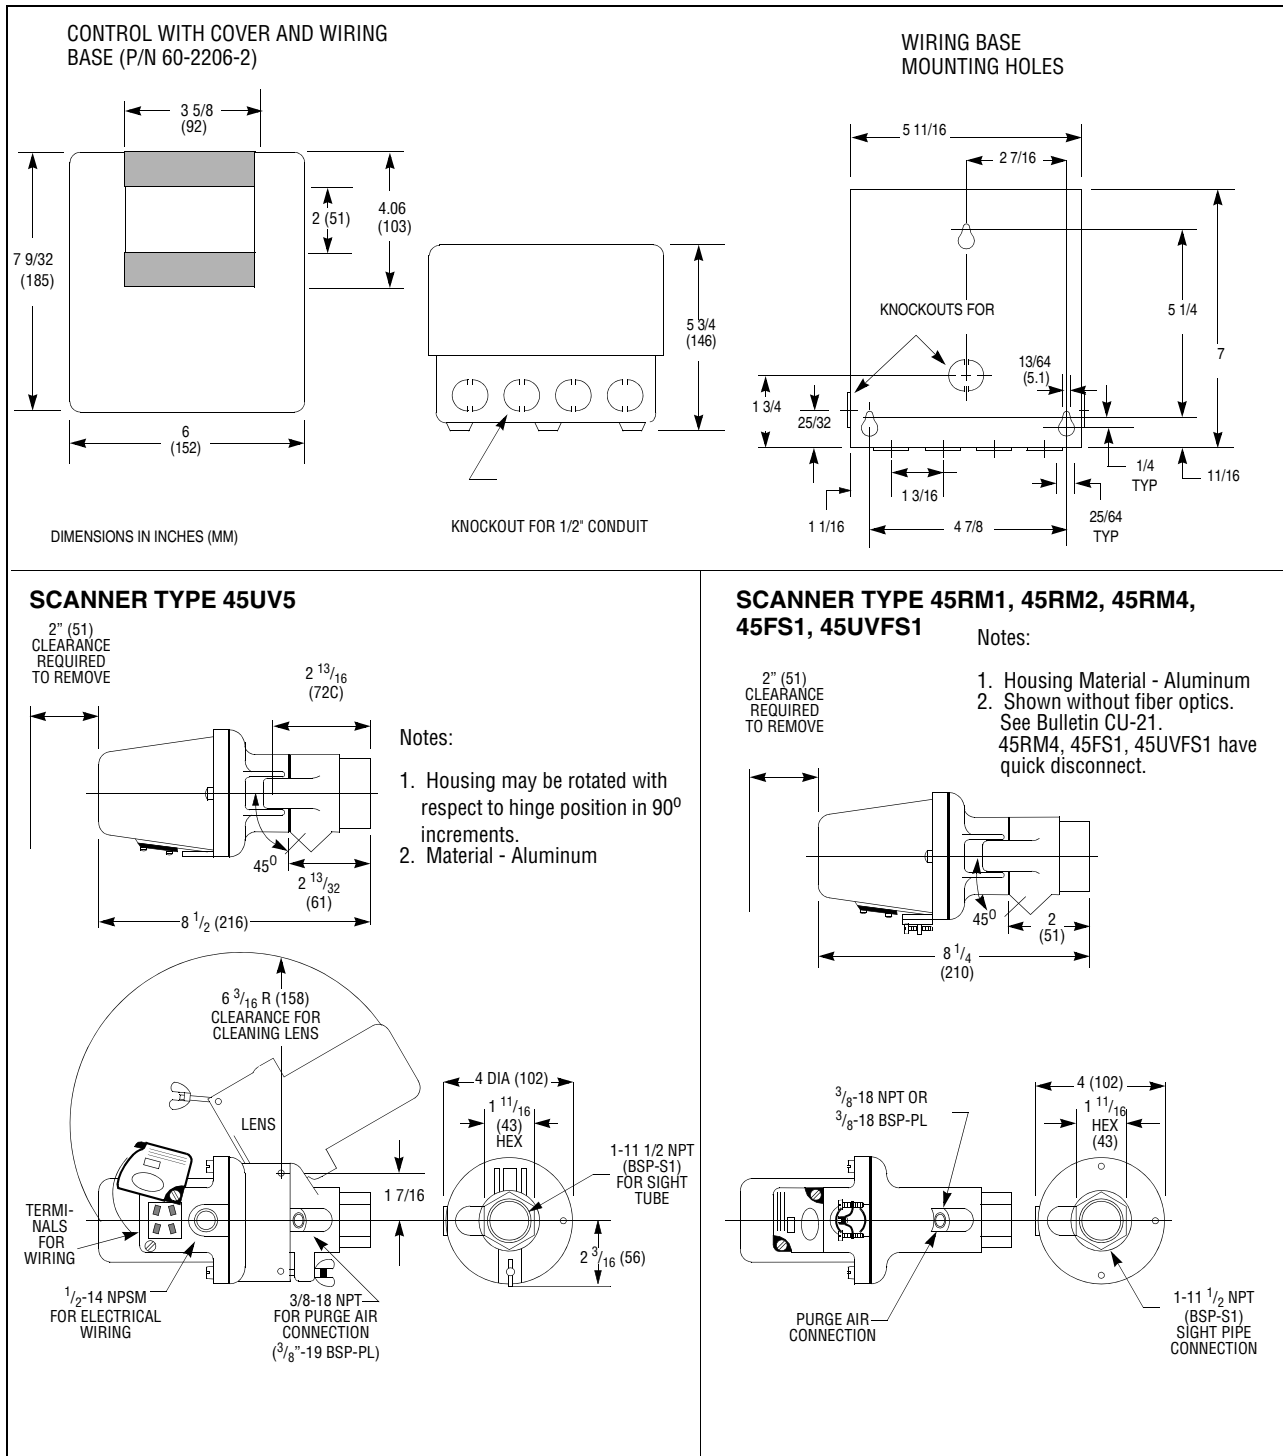 CONTROL WITH COVER AND WIRING
BASE (P/N 60-2206-2)
3 5/8
(92)
2 (51)
4.06
(103)
7 9/32
(185)
6
(152)
DIMENSIONS IN INCHES (MM)
5 3/4
(146)
KNOCKOUT FOR 1/2" CONDUIT
WIRING BASE
MOUNTING HOLES
5 11/16
2 7/16
KNOCKOUTS FOR
5 1/4
7
13/64
(5.1)
1 3/4
25/32
1 3/16
1 1/16
4 7/8
1/4
TYP
11/16
25/64
TYP
SCANNER TYPE 45UV5
2” (51)
CLEARANCE
REQUIRED
TO REMOVE
2 13/16
(72C)
45⁰
2 13/32
(61)
8 1/2 (216)
Notes:
1. Housing may be rotated with
respect to hinge position in 90⁰
increments.
2. Material - Aluminum
6 3/16 R (158)
CLEARANCE FOR
CLEANING LENS
LENS
TERMI-
NALS
FOR
WIRING
1/2-14 NPSM
FOR ELECTRICAL
WIRING
1 7/16
3/8-18 NPT
FOR PURGE AIR
CONNECTION
(3/8”-19 BSP-PL)
4 DIA (102)
1 11/16
(43)
HEX
1-11 1/2 NPT
(BSP-S1)
FOR SIGHT
TUBE
2 3/16 (56)
SCANNER TYPE 45RM1, 45RM2, 45RM4,
45FS1, 45UVFS1
Notes:
1. Housing Material - Aluminum
2. Shown without fiber optics.
See Bulletin CU-21.
45RM4, 45FS1, 45UVFS1 have
quick disconnect.
2” (51)
CLEARANCE
REQUIRED
TO REMOVE
45⁰
2
(51)
8 1/4
(210)
3/8-18 NPT OR
3/8-18 BSP-PL
PURGE AIR
CONNECTION
4 (102)
1 11/16
HEX
(43)
1-11 1/2 NPT
(BSP-S1)
SIGHT PIPE
CONNECTION